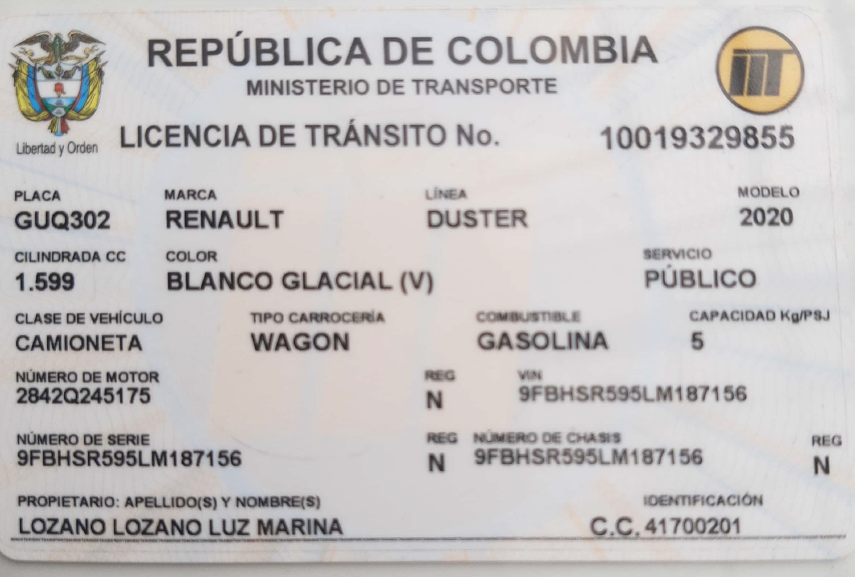 REPÚBLICA DE COLOMBIA
MINISTERIO DE TRANSPORTE
Libertad y Orden
LICENCIA DE TRÁNSITO No. 10019329855
PLACA MARCA LÍNEA MODELO
GUQ302 RENAULT DUSTER 2020
CILINDRADA CC COLOR SERVICIO
1.599 BLANCO GLACIAL (V) PÚBLICO
CLASE DE VEHÍCULO TIPO CARROCERÍA COMBUSTIBLE CAPACIDAD Kg/PSJ
CAMIONETA WAGON GASOLINA 5
NÚMERO DE MOTOR REG VIN
2842Q245175 N 9FBHSR595LM187156
NÚMERO DE SERIE REG NÚMERO DE CHASIS REG
9FBHSR595LM187156 N 9FBHSR595LM187156 N
PROPIETARIO: APELLIDO(S) Y NOMBRE(S) IDENTIFICACIÓN
LOZANO LOZANO LUZ MARINA C.C. 41700201